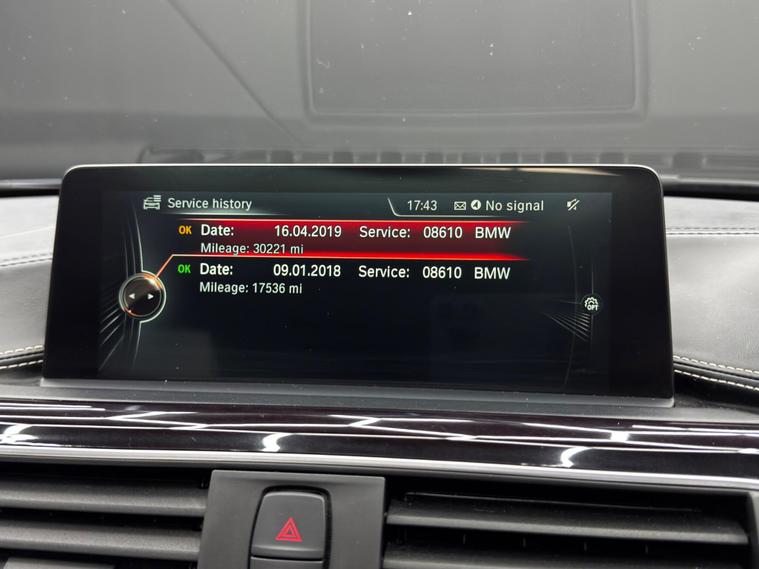 Service history 17:43 No signal
OK Date: 16.04.2019 Service: 08610 BMW
Mileage: 30221 mi
OK Date: 09.01.2018 Service: 08610 BMW
Mileage: 17536 mi
OPT